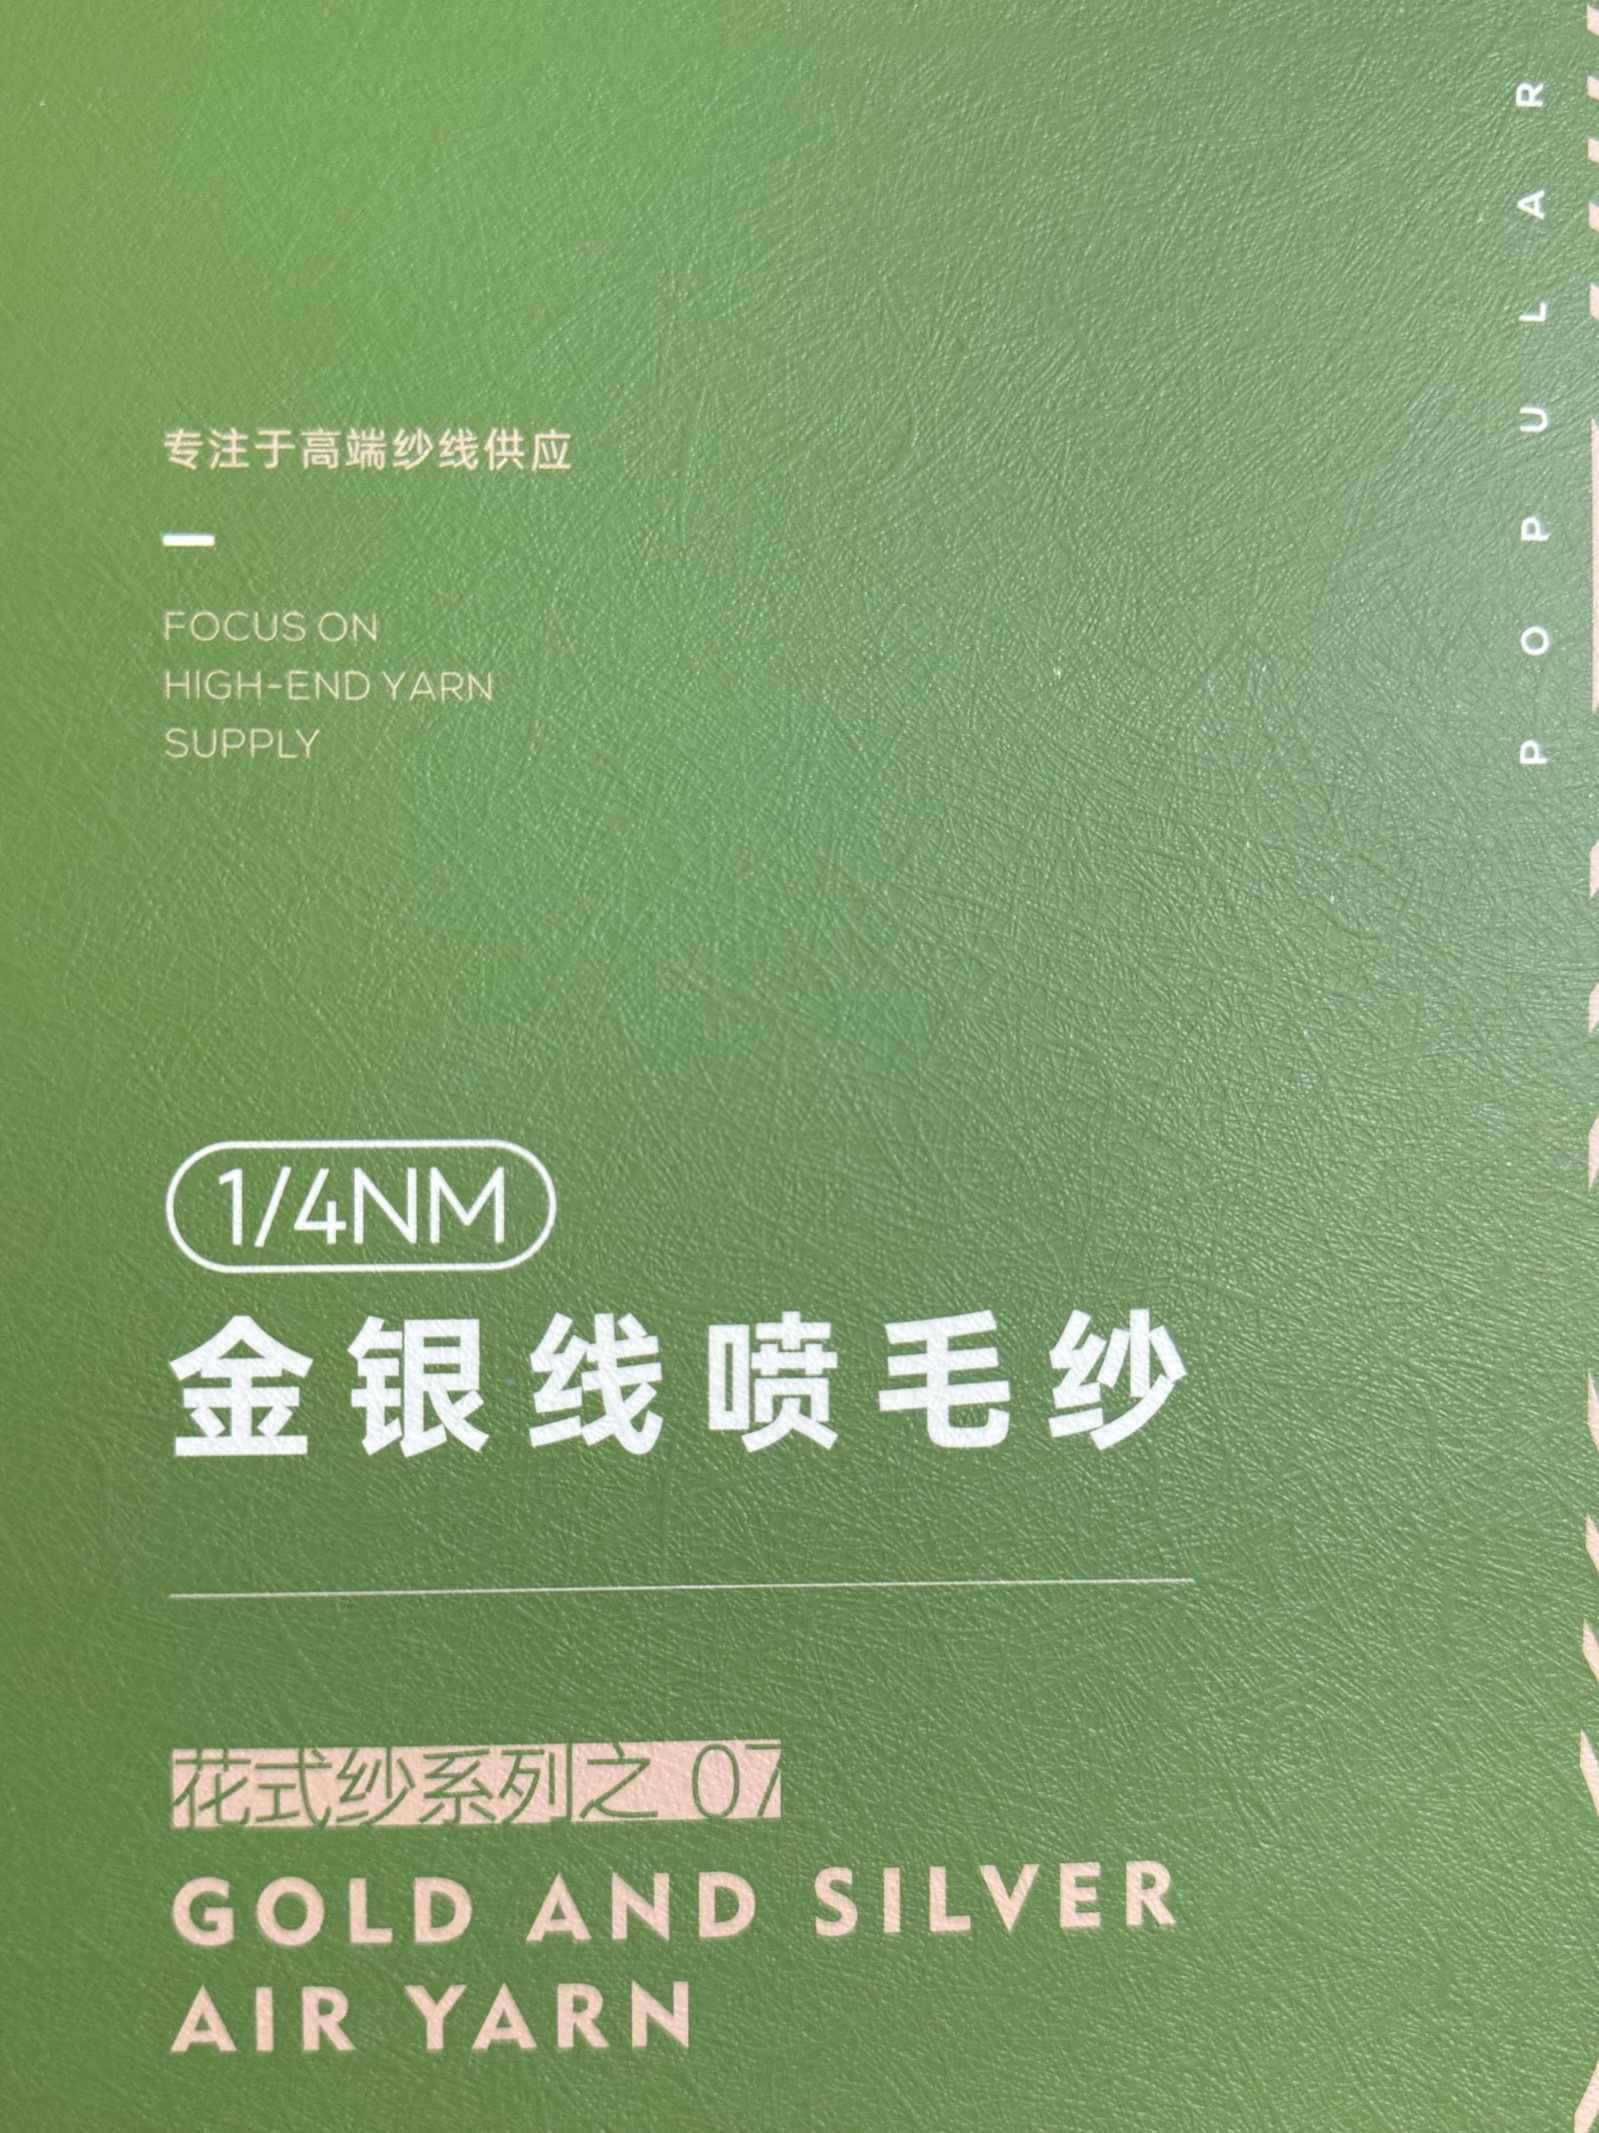 POPULAR
专注于高端纱线供应
FOCUS ON
HIGH-END YARN
SUPPLY
1/4NM
金银线喷毛纱
花式纱系列之 07
GOLD AND SILVER
AIR YARN